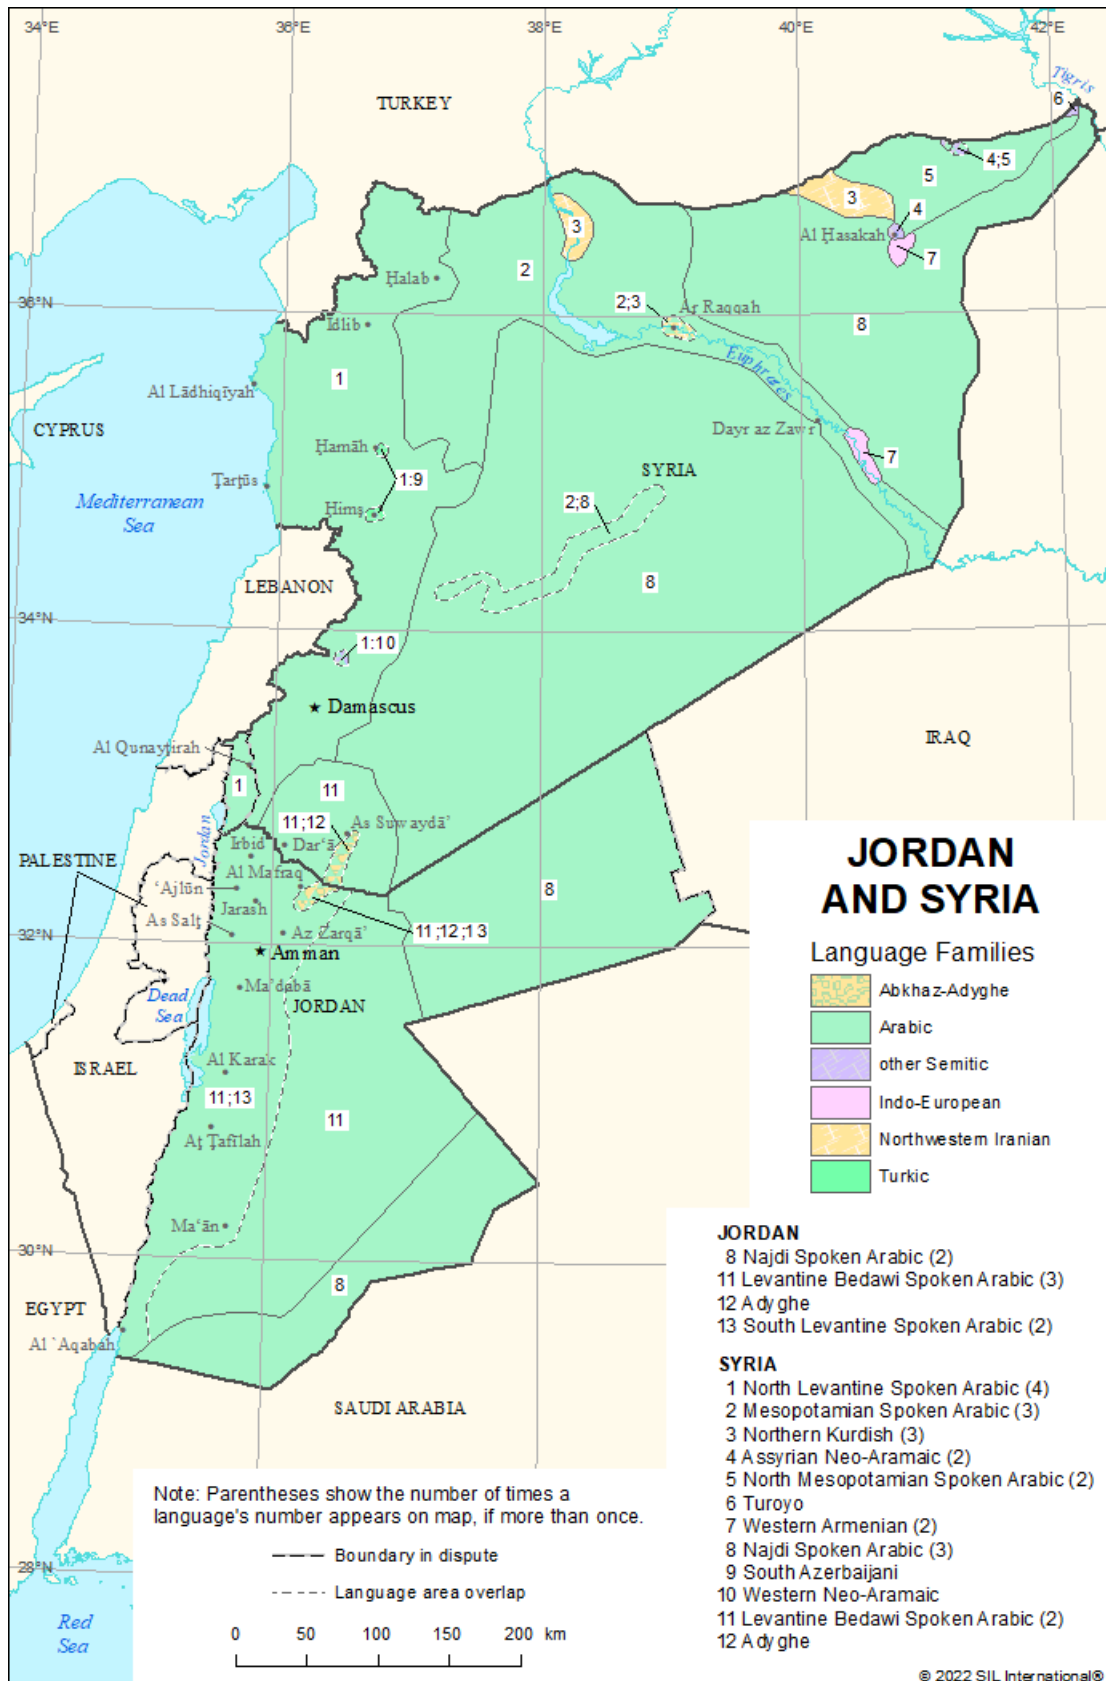 34°E
36°E
38°E
40°E
42°E
Tigris
TURKEY
6
4;5
5
3
3
4
Al Ḥasakah
7
2
Ḥalab
2;3
Ar Raqqah
36°N
Idlib
8
Euphrates
1
Al Lādhiqīyah
CYPRUS
Dayr az Zawr
Ḥamāh
7
SYRIA
1:9
Ṭarṭūs
Mediterranean
Sea
2;8
Ḥimş
LEBANON
8
34°N
1:10
Damascus
Al Qunayṭirah
IRAQ
1
11
11;12
As Suwaydā’
Jordan
Irbid
Dar‘ā
PALESTINE
Al Mafraq
‘Ajlūn
8
Jarash
As Salṭ
11;12;13
Az Zarqā’
32°N
Amman
Ma’dabā
Dead
Sea
JORDAN
ISRAEL
Al Karak
11;13
11
Aṭ Ṭafīlah
Ma‘ān
30°N
8
EGYPT
Al `Aqabah
SAUDI ARABIA
28°N
Red
Sea
JORDAN
AND SYRIA
Language Families
Abkhaz-Adyghe
Arabic
other Semitic
Indo-European
Northwestern Iranian
Turkic
JORDAN
8 Najdi Spoken Arabic (2)
11 Levantine Bedawi Spoken Arabic (3)
12 Adyghe
13 South Levantine Spoken Arabic (2)
SYRIA
1 North Levantine Spoken Arabic (4)
2 Mesopotamian Spoken Arabic (3)
3 Northern Kurdish (3)
4 Assyrian Neo-Aramaic (2)
5 North Mesopotamian Spoken Arabic (2)
6 Turoyo
7 Western Armenian (2)
8 Najdi Spoken Arabic (3)
9 South Azerbaijani
10 Western Neo-Aramaic
11 Levantine Bedawi Spoken Arabic (2)
12 Adyghe
Note: Parentheses show the number of times a
language's number appears on map, if more than once.
Boundary in dispute
Language area overlap
0 50 100 150 200 km
© 2022 SIL International®